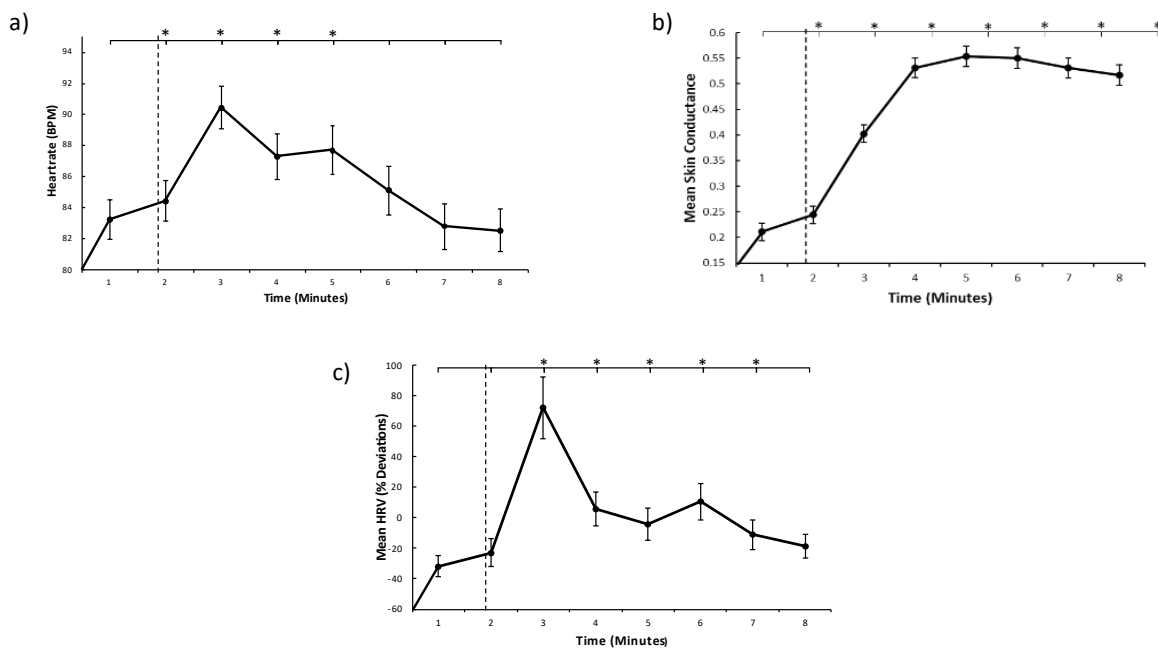 a)
* * * *
94
92
90
88
86
84
82
80
Heartrate (BPM)
1 2 3 4 5 6 7 8
Time (Minutes)
b)
* * * * * * *
0.6
0.55
0.5
0.45
0.4
0.35
0.3
0.25
0.2
0.15
Mean Skin Conductance
1 2 3 4 5 6 7 8
Time (Minutes)
c)
* * * * *
100
80
60
40
20
0
-20
-40
-60
Mean HRV (% Deviations)
1 2 3 4 5 6 7 8
Time (Minutes)